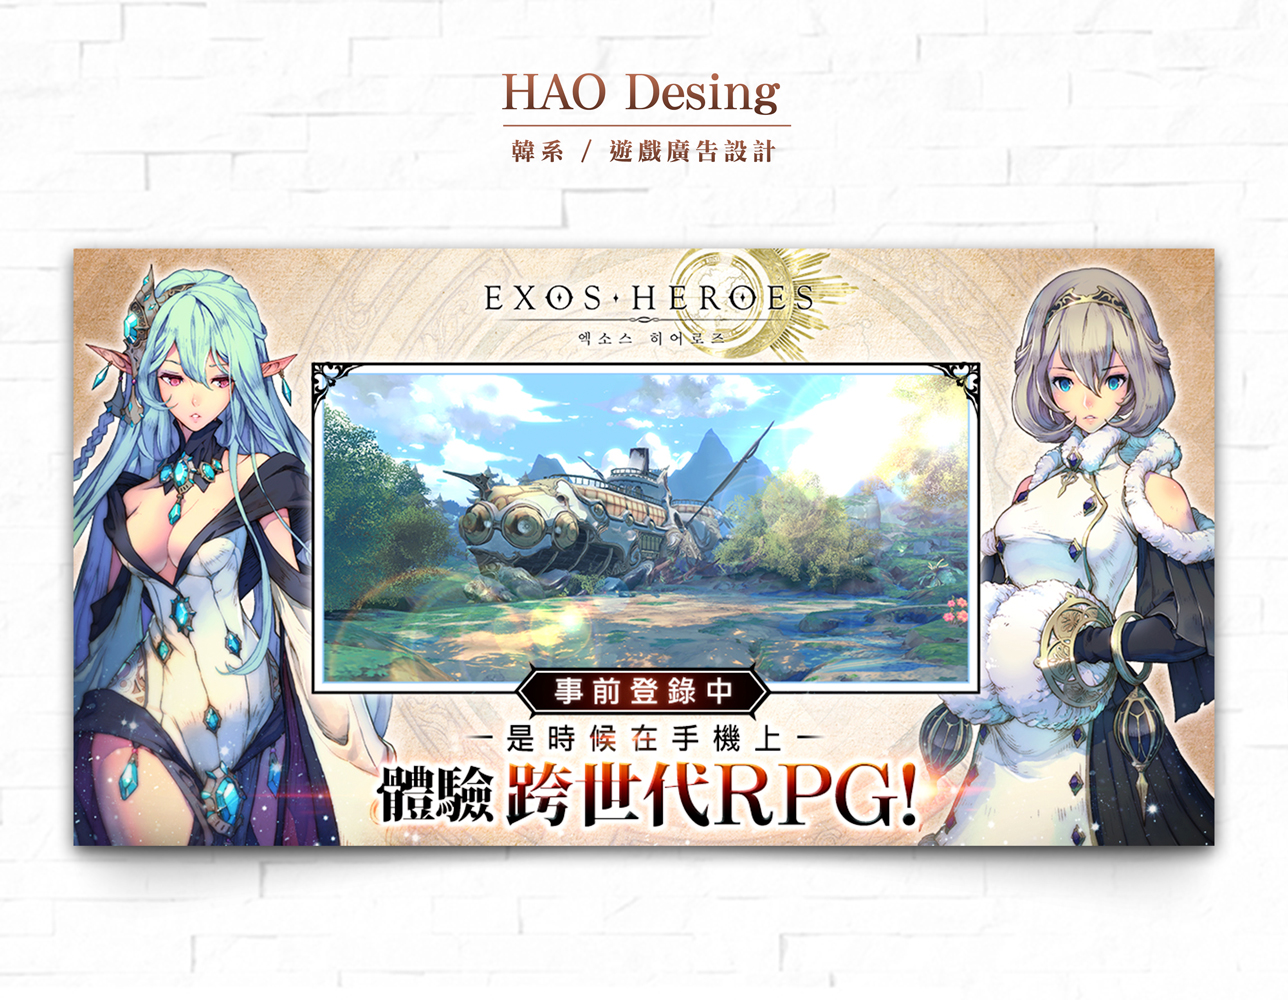 HAO Desing
韓系 / 遊戲廣告設計
EXOS · HEROES
엑소스 히어로즈
事前登錄中
是時候在手機上
體驗 跨世代RPG!